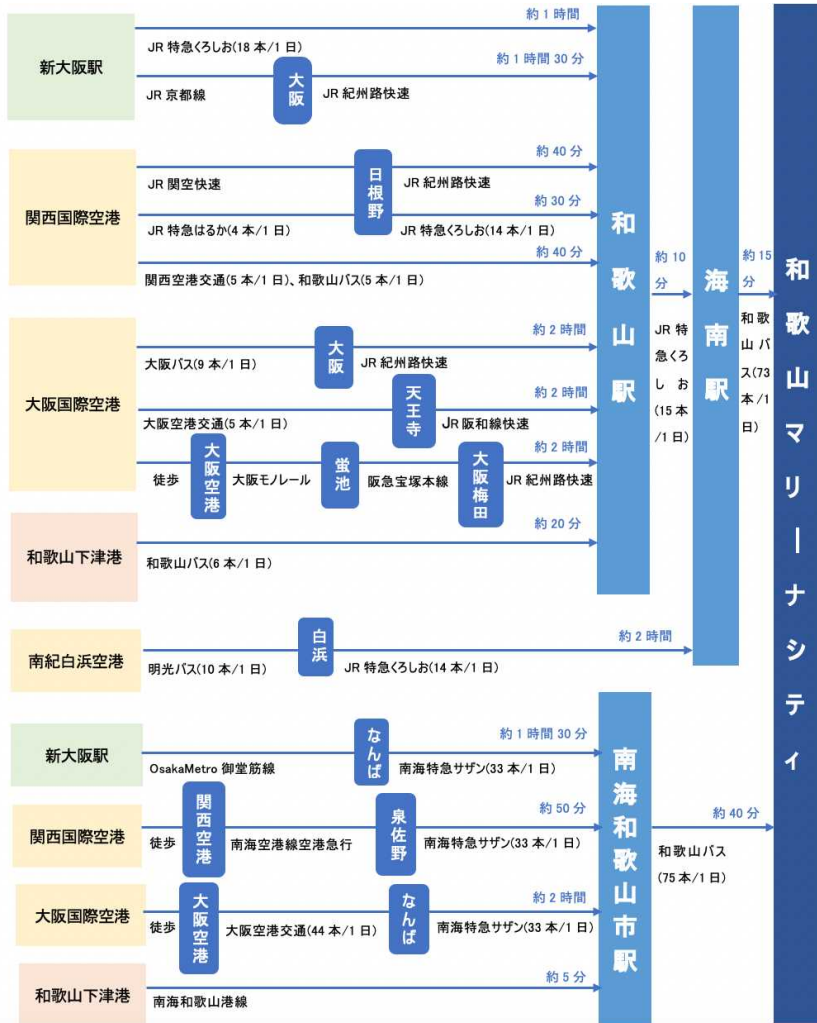 約1時間
JR 特急くろしお(18 本/1 日)
新大阪駅
約1時間30分
JR 京都線
大阪
JR 紀州路快速
約40分
JR 関空快速
日根野
JR 紀州路快速
関西国際空港
約30分
JR 特急はるか(4 本/1 日)
JR 特急くろしお(14 本/1 日)
約40分
関西空港交通(5 本/1 日)、和歌山バス(5 本/1 日)
約2時間
大阪バス(9 本/1 日)
大阪
JR 紀州路快速
大阪国際空港
約2時間
大阪空港交通(5 本/1 日)
天王寺
JR 阪和線快速
約2時間
徒歩
大阪空港
大阪モノレール
蛍池
阪急宝塚本線
大阪梅田
JR 紀州路快速
約20分
和歌山下津港
和歌山バス(6 本/1 日)
和歌山駅
約10
分
JR 特
急くろ
しお
(15 本
/1 日)
海南駅
約15
分
和歌
山バ
ス(73
本/1
日)
和歌山マリーナシティ
南紀白浜空港
明光バス(10 本/1 日)
白浜
JR 特急くろしお(14 本/1 日)
約2時間
新大阪駅
OsakaMetro 御堂筋線
なんば
約1時間30分
南海特急サザン(33 本/1 日)
関西国際空港
徒歩
関西空港
南海空港線空港急行
泉佐野
約50分
南海特急サザン(33 本/1 日)
大阪国際空港
徒歩
大阪空港
大阪空港交通(44 本/1 日)
なんば
約2時間
南海特急サザン(33 本/1 日)
和歌山下津港
南海和歌山港線
約5分
南海和歌山市駅
約40分
和歌山バス
(75 本/1 日)